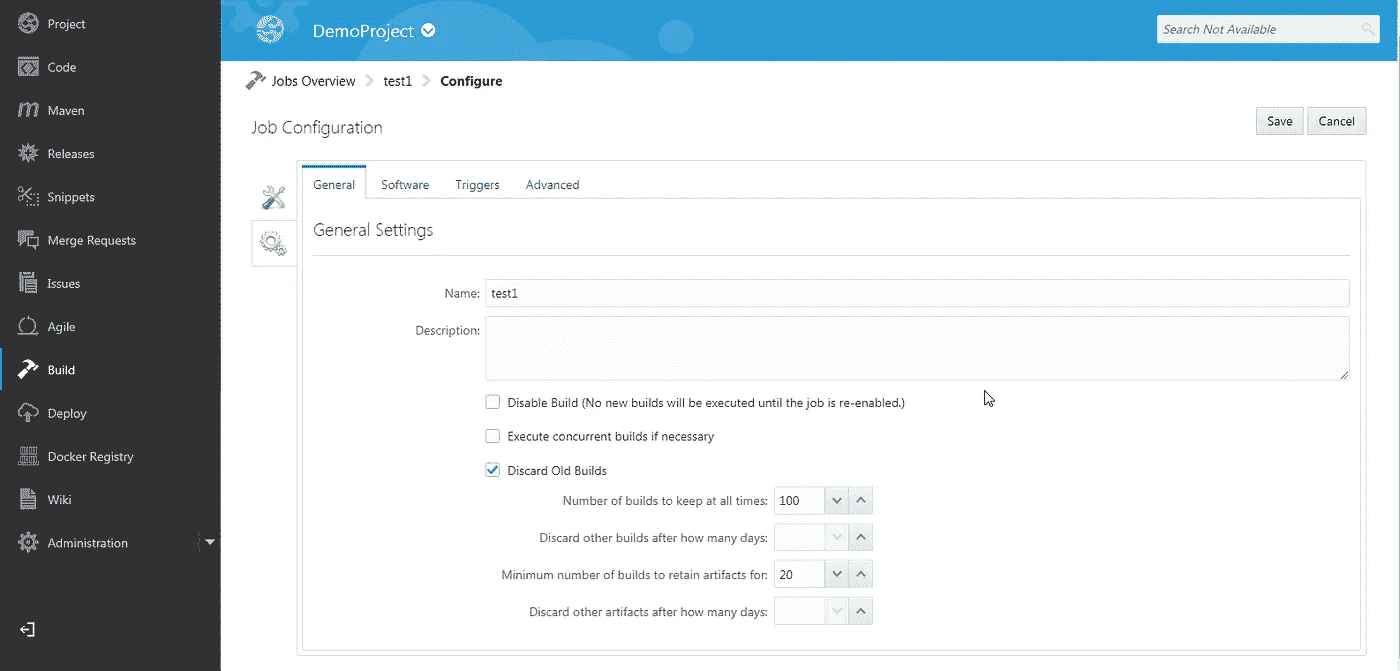 Project
Code
Maven
Releases
Snippets
Merge Requests
Issues
Agile
Build
Deploy
Docker Registry
Wiki
Administration
DemoProject
Search Not Available
Jobs Overview test1 Configure
Job Configuration
Save Cancel
General Software Triggers Advanced
General Settings
Name: test1
Description:
Disable Build (No new builds will be executed until the job is re-enabled.)
Execute concurrent builds if necessary
Discard Old Builds
Number of builds to keep at all times: 100
Discard other builds after how many days:
Minimum number of builds to retain artifacts for: 20
Discard other artifacts after how many days: